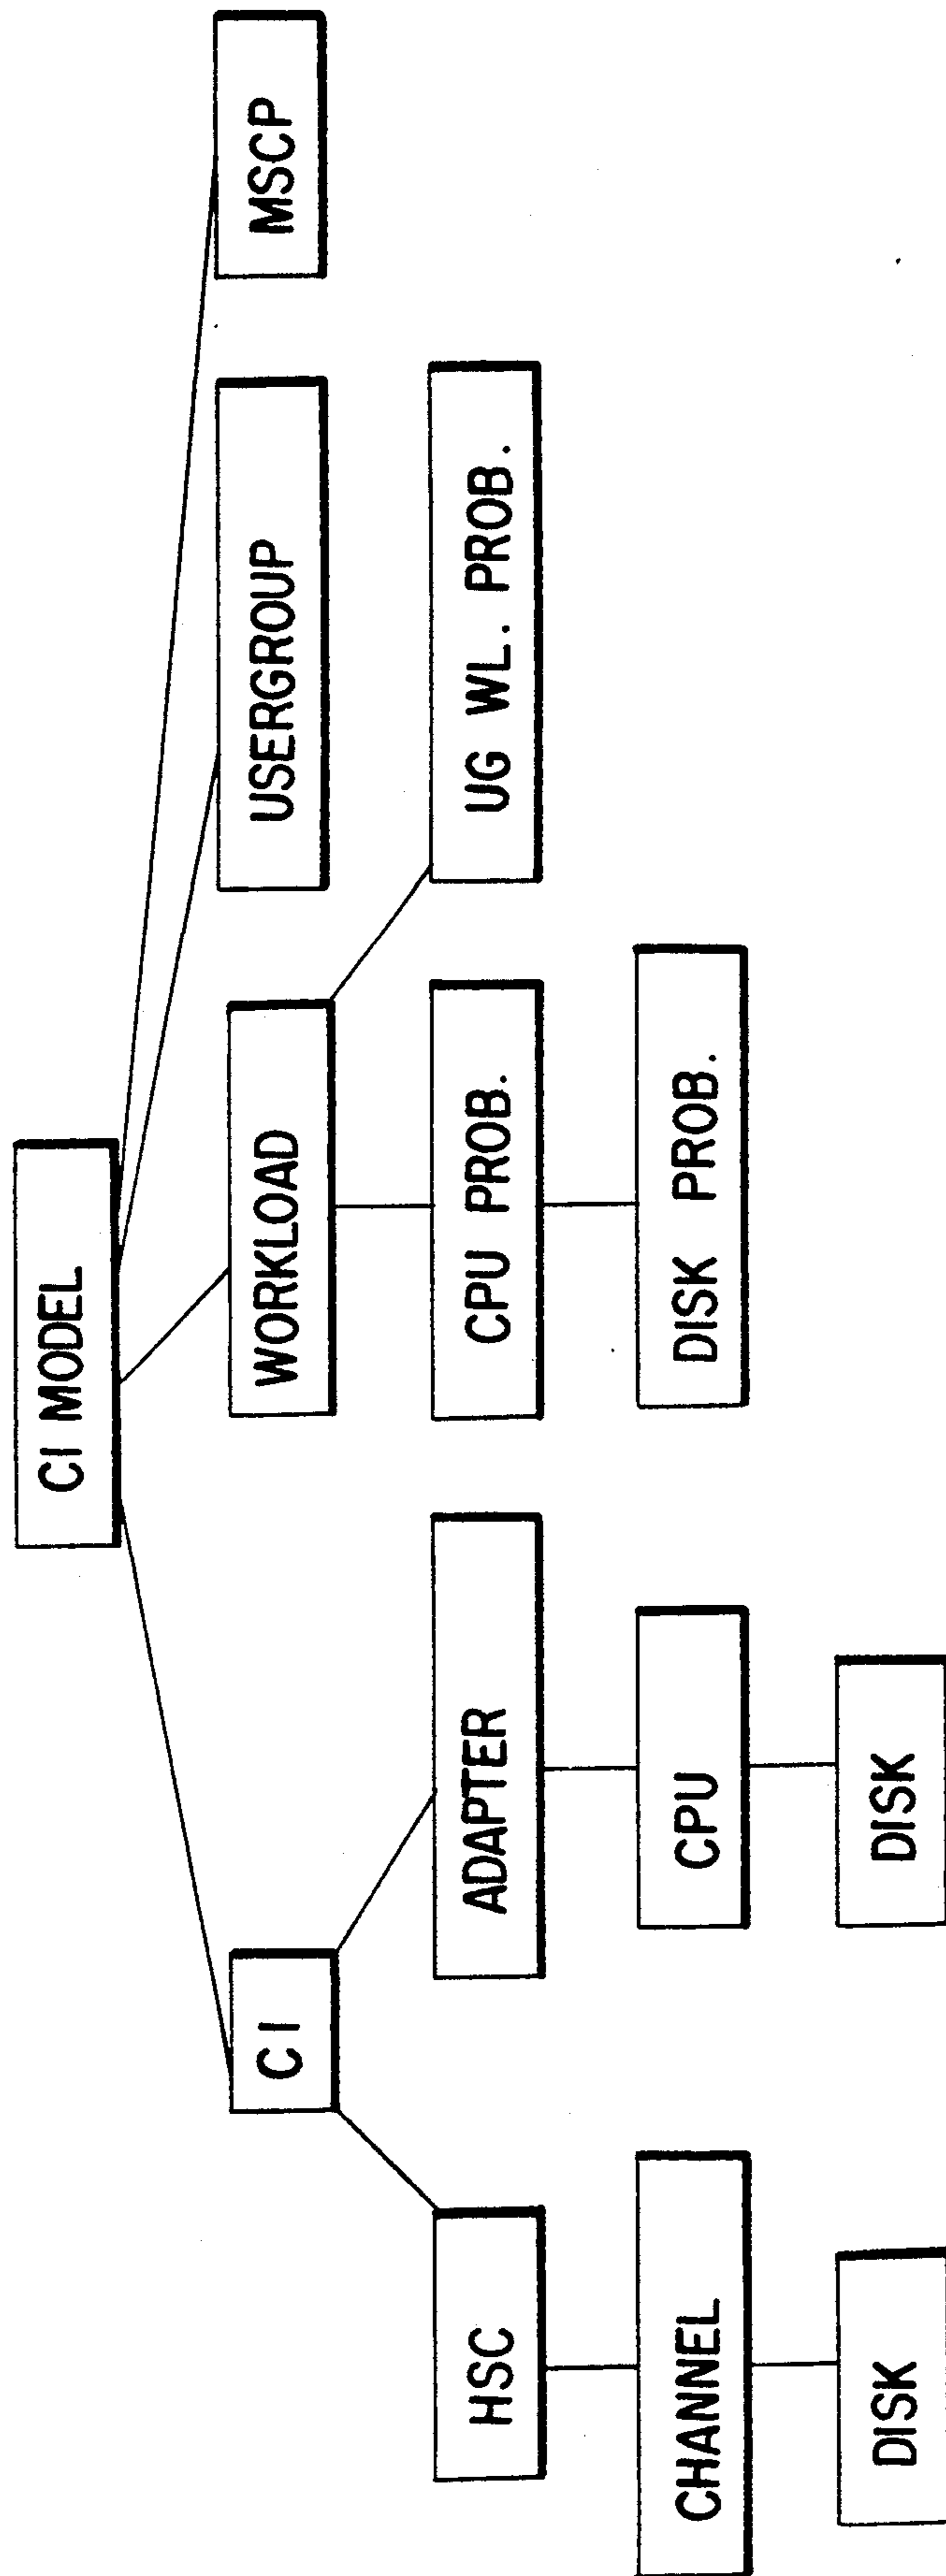 CI MODEL
CI
WORKLOAD
USERGROUP
MSCP
HSC
ADAPTER
CPU PROB.
UG WL. PROB.
CHANNEL
CPU
DISK PROB.
DISK
DISK